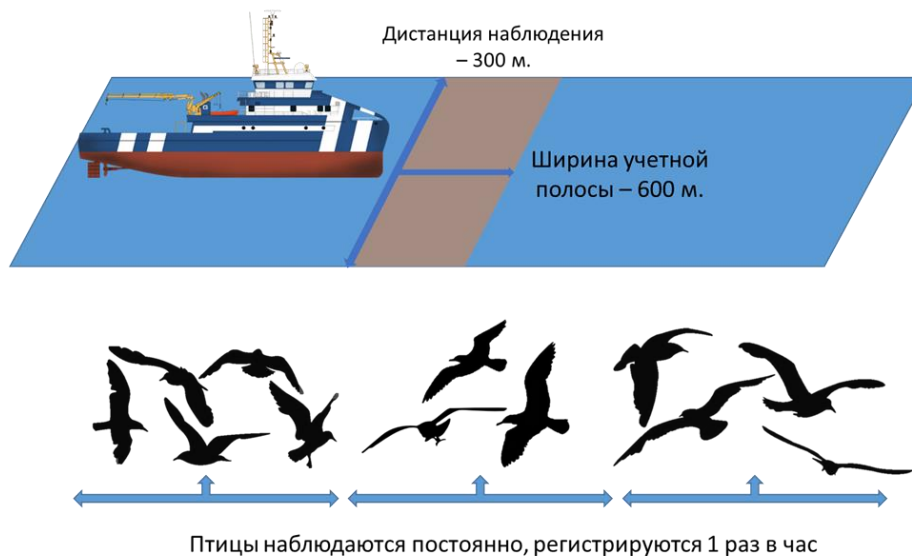 Дистанция наблюдения
– 300 м.
Ширина учетной
полосы – 600 м.
Птицы наблюдаются постоянно, регистрируются 1 раз в час